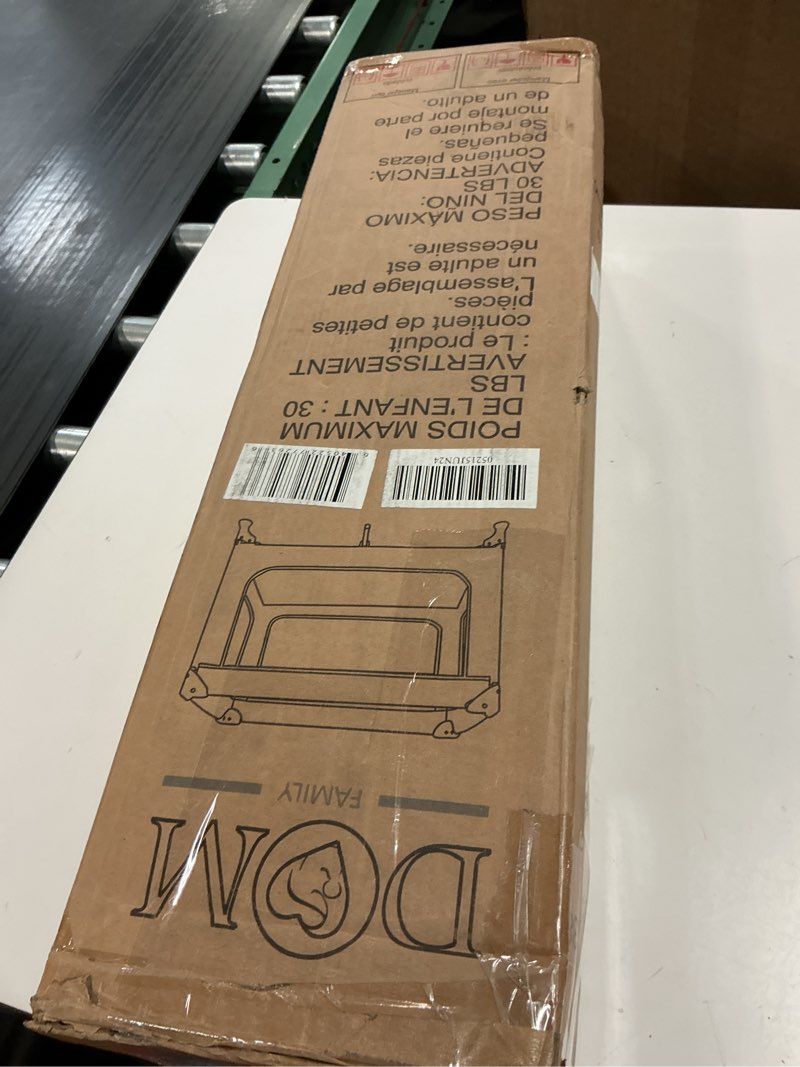 DOM
FAMILY
05215JUN24
POIDS MAXIMUM
DE L'ENFANT : 30
LBS
AVERTISSEMENT
: Le produit
contient de petites
pièces.
L'assemblage par
un adulte est
nécessaire.
PESO MÁXIMO
DEL NIÑO:
30 LBS
ADVERTENCIA:
Contiene piezas
pequeñas.
Se requiere el
montaje por parte
de un adulto.